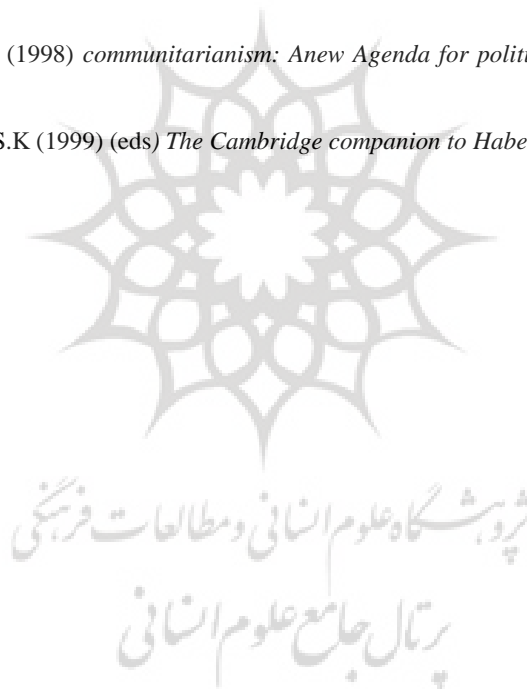 (1998) communitarianism: Anew Agenda for polit
S.K (1999) (eds) The Cambridge companion to Habe
پژوهشگاه علوم انسانی و مطالعات فرهنگی
پرتال جامع علوم انسانی